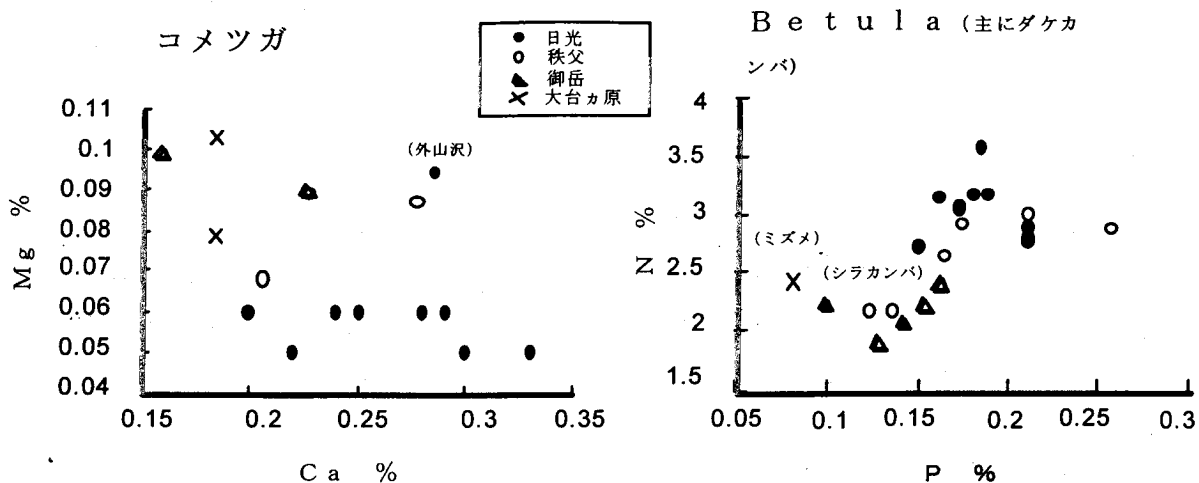 コメツガ
● 日光
○ 秩父
▲ 御岳
× 大台ヵ原
0.11
0.1
0.09
0.08
0.07
0.06
0.05
0.04
Mg %
(外山沢)
0.15 0.2 0.25 0.3 0.35
Ca %
Betula (主にダケカ
ンバ)
4
3.5
3
2.5
2
1.5
N %
(ミズメ)
(シラカンバ)
0.05 0.1 0.15 0.2 0.25 0.3
P %